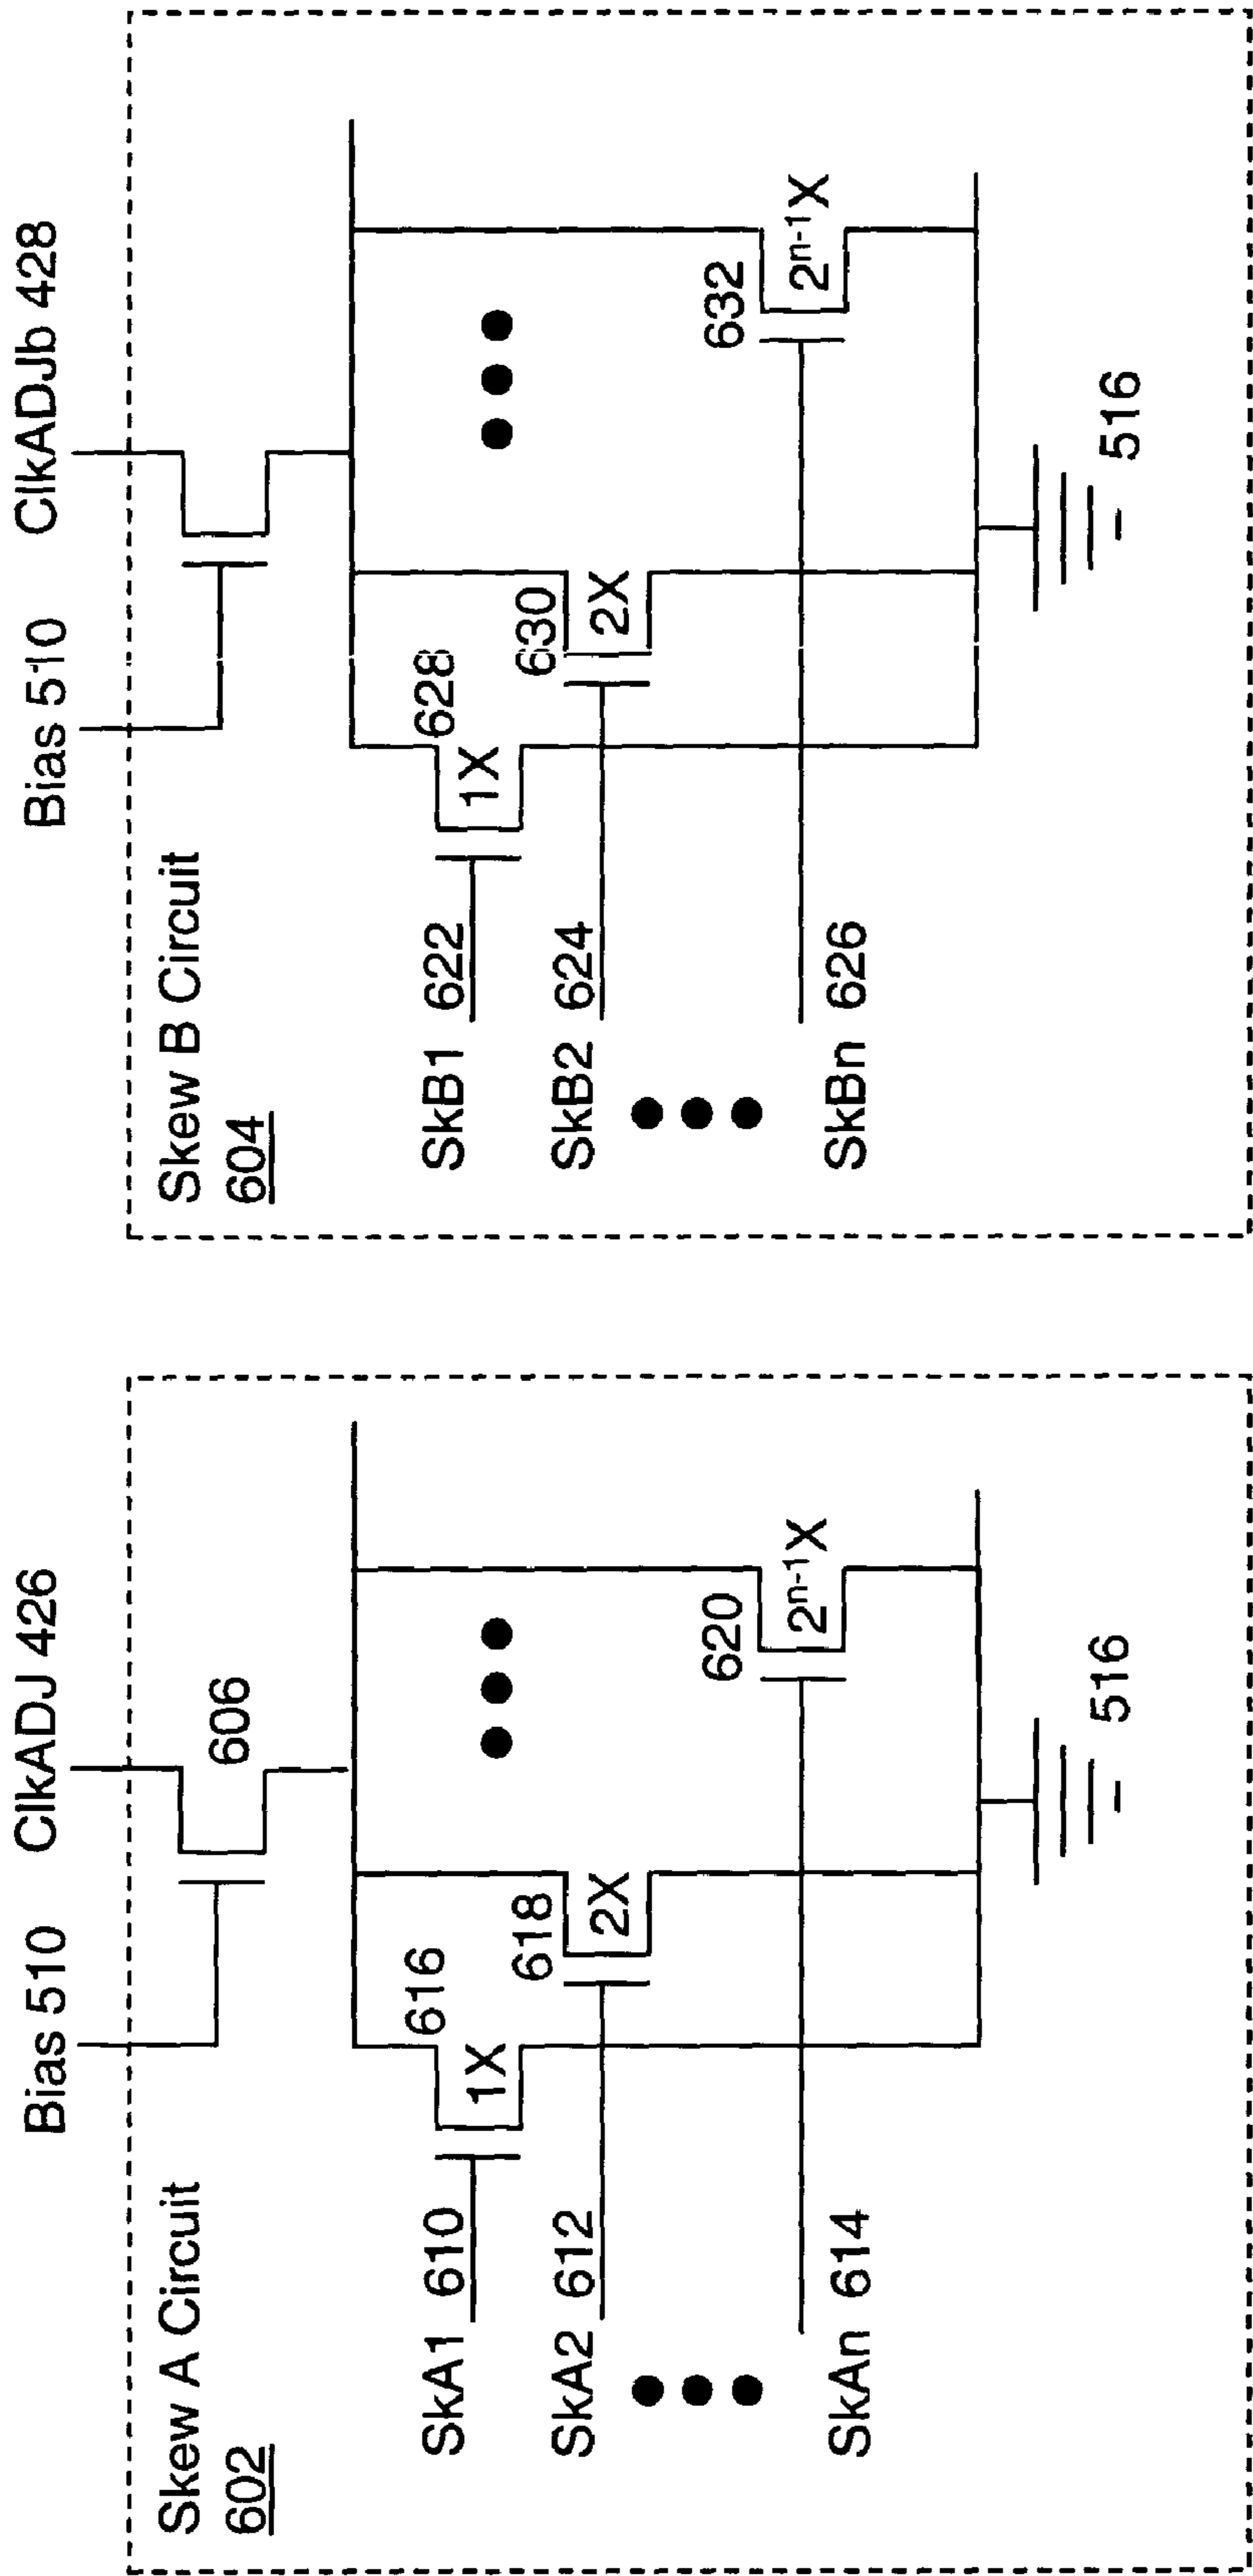 Bias 510 ClkADJ 426
Skew A Circuit
602
606
SkA1 610
616
1X
SkA2 612
618
2X
SkAn 614
620
2ⁿ⁻¹X
516
Bias 510 ClkADJb 428
Skew B Circuit
604
SkB1 622
628
1X
SkB2 624
630
2X
SkBn 626
632
2ⁿ⁻¹X
516